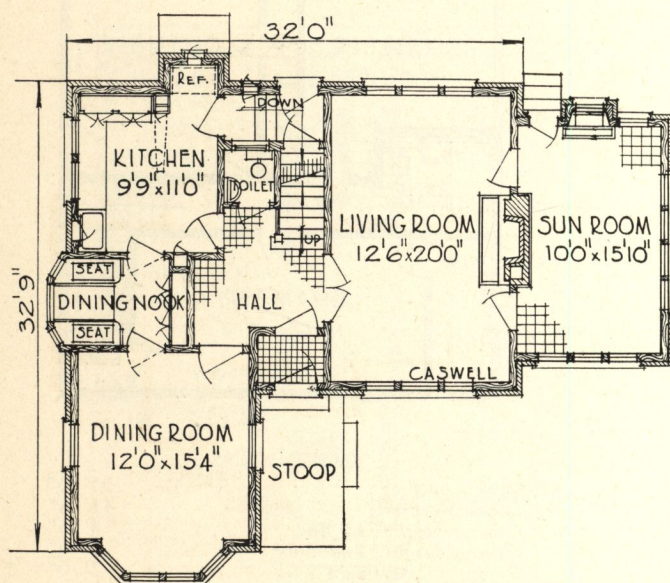 32'0"
REF.
DOWN
KITCHEN
9'9"x11'0"
TOILET
LIVING ROOM
12'6"x20'0"
SUN ROOM
10'0"x15'10"
UP
SEAT
DINING NOOK
HALL
SEAT
32'9"
CASWELL
DINING ROOM
12'0"x15'4"
STOOP